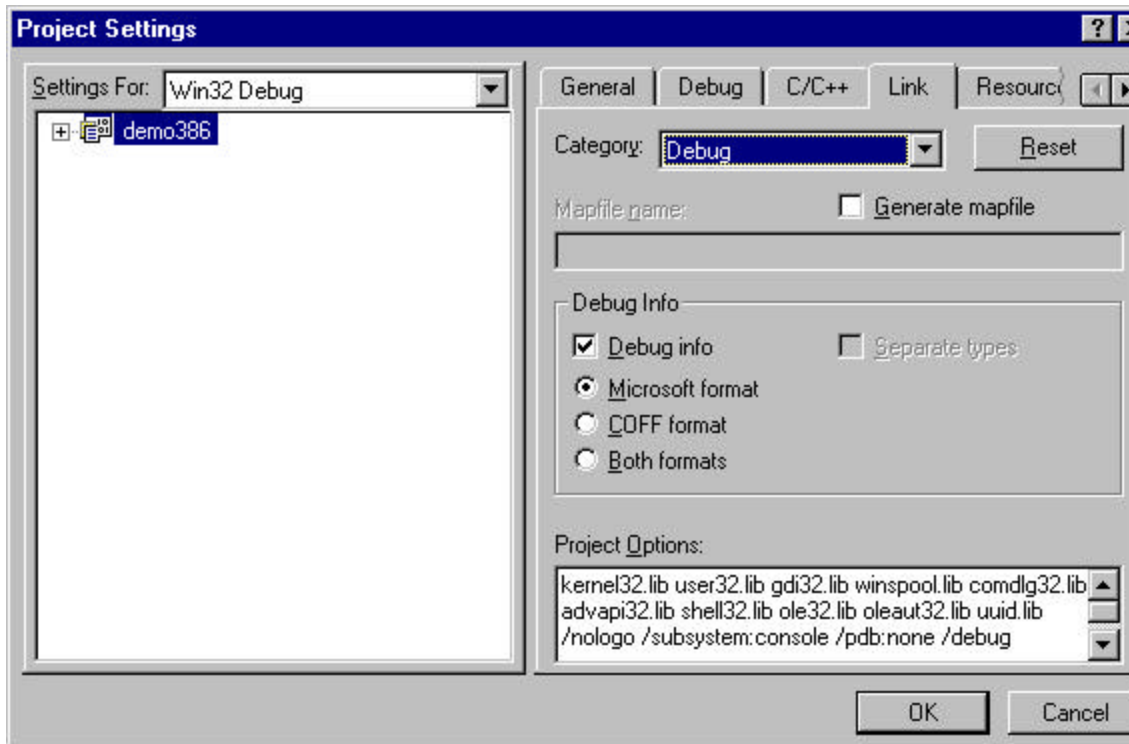 Project Settings
Settings For: Win32 Debug
demo386
General Debug C/C++ Link Resourc
Category: Debug Reset
Mapfile name: Generate mapfile
Debug Info
Debug info Separate types
Microsoft format
COFF format
Both formats
Project Options:
kernel32.lib user32.lib gdi32.lib winspool.lib comdlg32.lib
advapi32.lib shell32.lib ole32.lib oleaut32.lib uuid.lib
/nologo /subsystem:console /pdb:none /debug
OK Cancel